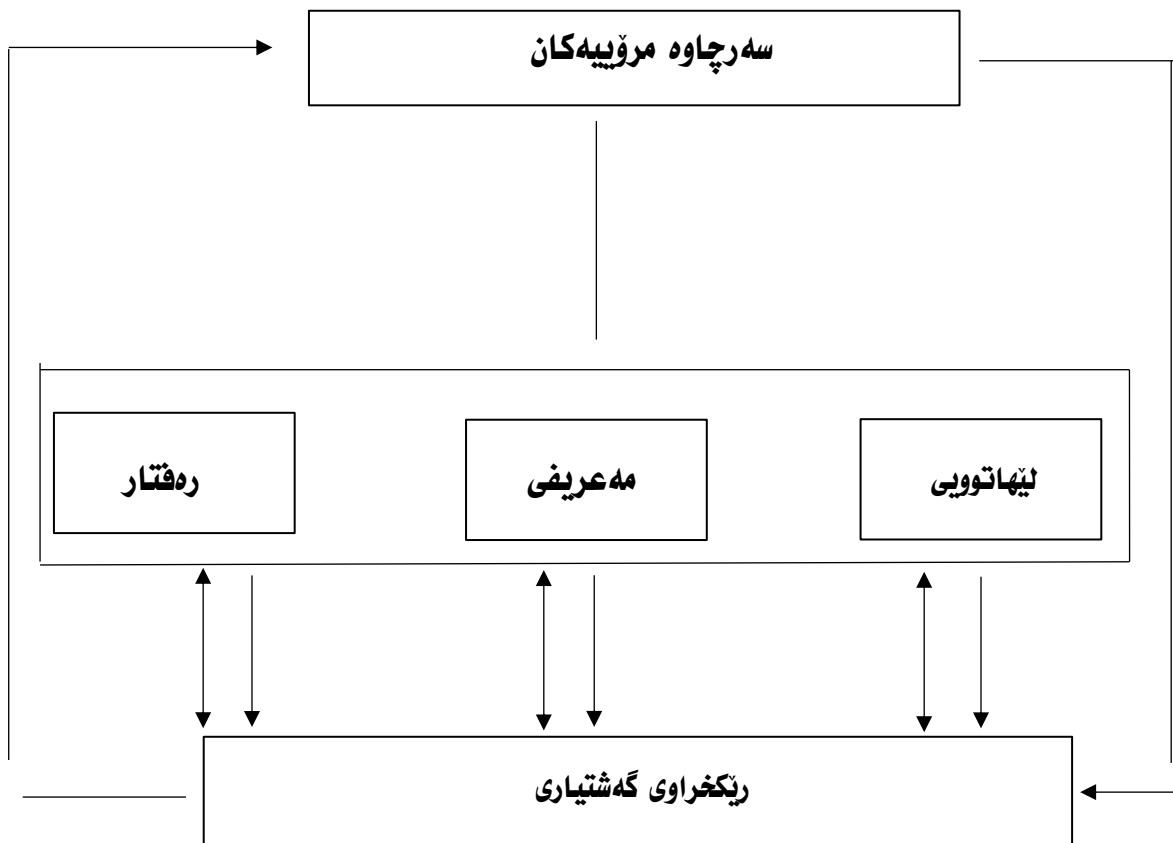 سەرچاوە مرۆییەکان
لێهاتوویی
مەعریفی
رەفتار
رێکخراوی گەشتیاری